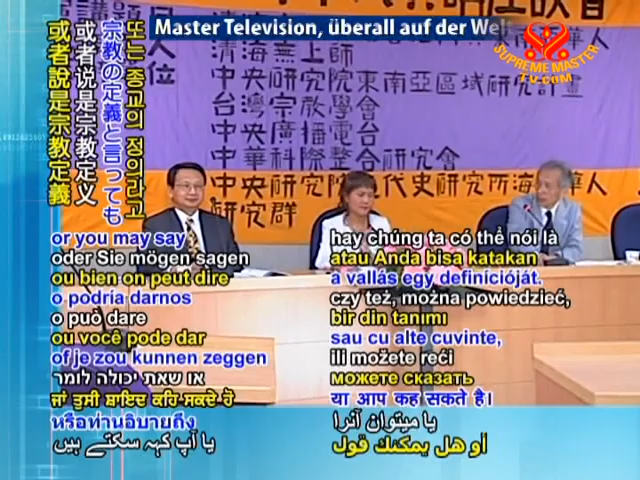 Master Television, überall auf der Welt
SUPREME MASTER
TV.COM
清海無上師
中央研究院東南亞區域研究計畫
台灣宗教學會
中央廣播電台
中華科際整合研究會
中央研究院近代史研究所海
華人
研究群
또는 종교의 정의라고
宗教の定義と言っても
或者说是宗教定义
或者說是宗教定義
or you may say
oder Sie mögen sagen
ou bien on peut dire
o podría darnos
o può dare
ou você pode dar
of je zou kunnen zeggen
או שאת יכולה לומר
ਜਾਂ ਤੁਸੀ ਸ਼ਾਇਦ ਕਹਿ ਸਕਦੇ ਹੋ
หรือท่านอิบายถึง
یا آپ کہہ سکتے ہیں
hay chúng ta có thể nói là
atau Anda bisa katakan
a vallás egy definícióját.
czy też, można powiedzieć,
bir din tanımı
sau cu alte cuvinte,
ili možete reći
можете сказать
या आप कह सकते है।
یا میتوان آنرا
أو هل يمكنك قول